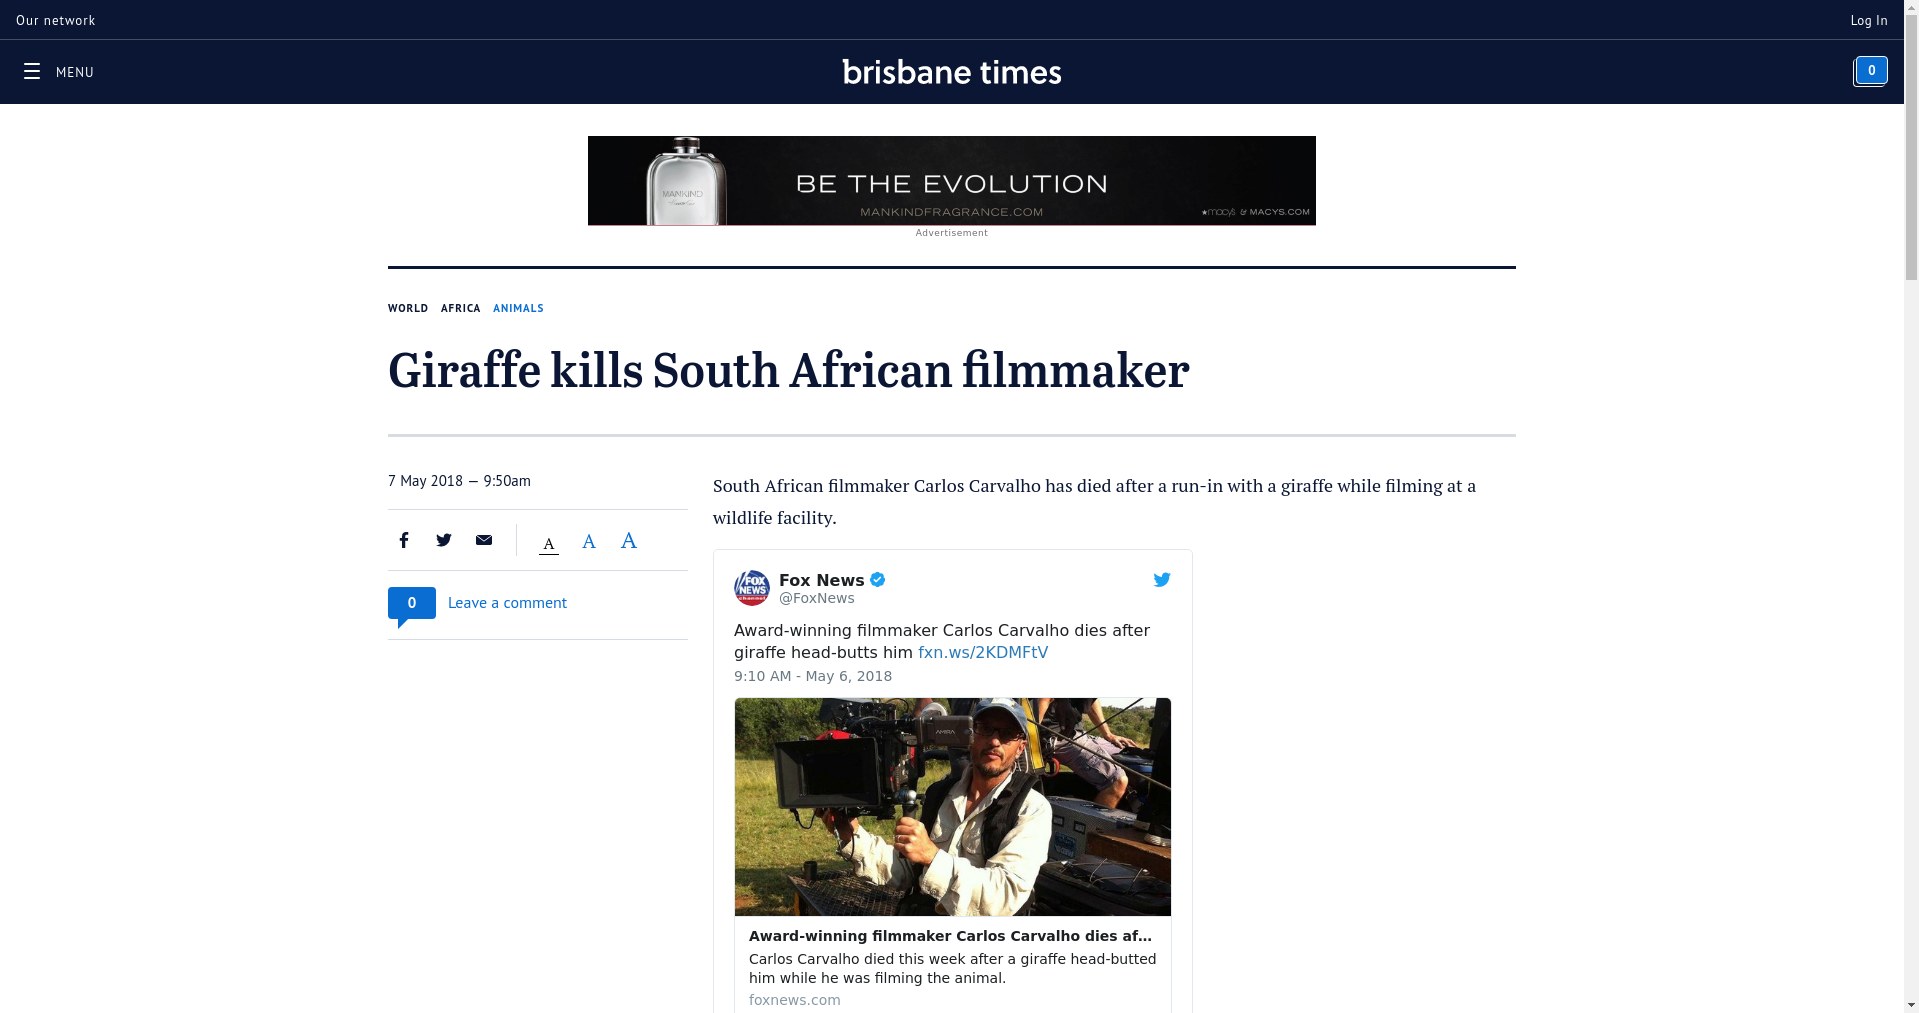 Our network
Log In
MENU
brisbane times
0
MANKIND
BE THE EVOLUTION
MANKINDFRAGRANCE.COM
macy's & MACYS.COM
Advertisement
WORLD AFRICA ANIMALS
Giraffe kills South African filmmaker
7 May 2018 — 9:50am
A A A
0 Leave a comment
South African filmmaker Carlos Carvalho has died after a run-in with a giraffe while filming at a
wildlife facility.
FOX
NEWS
channel
Fox News
@FoxNews
Award-winning filmmaker Carlos Carvalho dies after
giraffe head-butts him fxn.ws/2KDMFtV
9:10 AM - May 6, 2018
AMIRA
Award-winning filmmaker Carlos Carvalho dies af…
Carlos Carvalho died this week after a giraffe head-butted
him while he was filming the animal.
foxnews.com